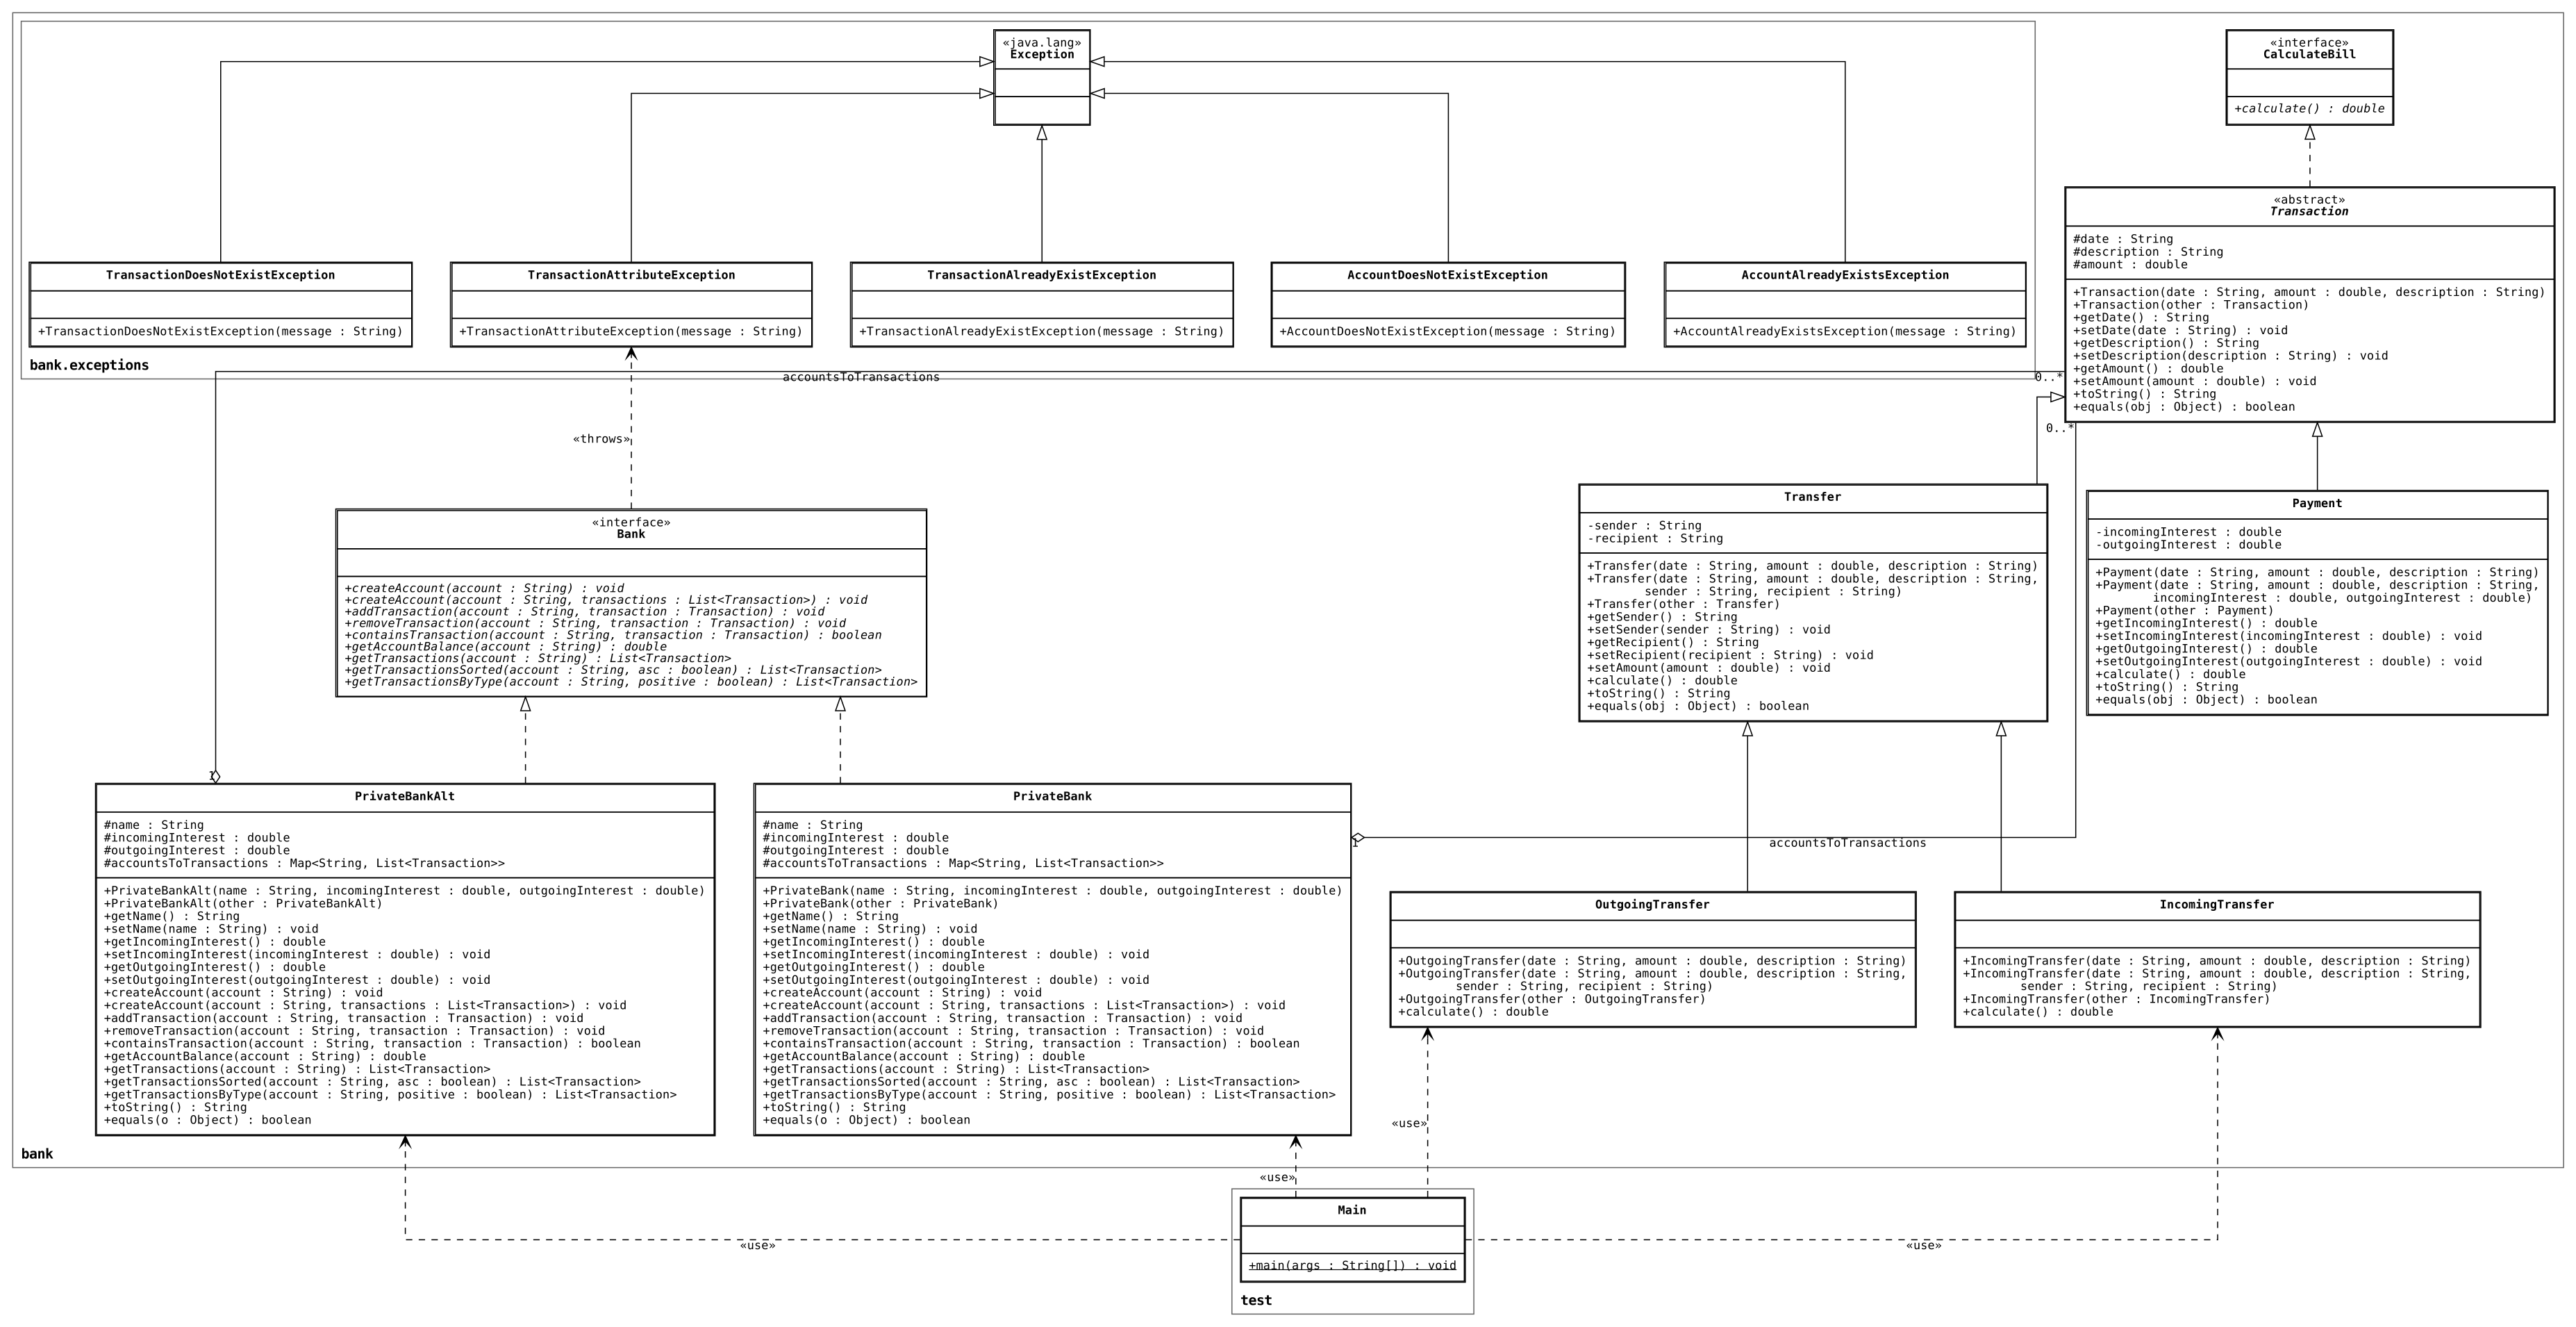 «java.lang»
Exception
«interface»
CalculateBill
+calculate() : double
«abstract»
Transaction
#date : String
#description : String
#amount : double
+Transaction(date : String, amount : double, description : String)
+Transaction(other : Transaction)
+getDate() : String
+setDate(date : String) : void
+getDescription() : String
+setDescription(description : String) : void
+getAmount() : double
+setAmount(amount : double) : void
+toString() : String
+equals(obj : Object) : boolean
TransactionDoesNotExistException
+TransactionDoesNotExistException(message : String)
TransactionAttributeException
+TransactionAttributeException(message : String)
TransactionAlreadyExistException
+TransactionAlreadyExistException(message : String)
AccountDoesNotExistException
+AccountDoesNotExistException(message : String)
AccountAlreadyExistsException
+AccountAlreadyExistsException(message : String)
bank.exceptions
accountsToTransactions
0..*
0..*
«throws»
«interface»
Bank
+createAccount(account : String) : void
+createAccount(account : String, transactions : List<Transaction>) : void
+addTransaction(account : String, transaction : Transaction) : void
+removeTransaction(account : String, transaction : Transaction) : void
+containsTransaction(account : String, transaction : Transaction) : boolean
+getAccountBalance(account : String) : double
+getTransactions(account : String) : List<Transaction>
+getTransactionsSorted(account : String, asc : boolean) : List<Transaction>
+getTransactionsByType(account : String, positive : boolean) : List<Transaction>
Transfer
-sender : String
-recipient : String
+Transfer(date : String, amount : double, description : String)
+Transfer(date : String, amount : double, description : String,
sender : String, recipient : String)
+Transfer(other : Transfer)
+getSender() : String
+setSender(sender : String) : void
+getRecipient() : String
+setRecipient(recipient : String) : void
+setAmount(amount : double) : void
+calculate() : double
+toString() : String
+equals(obj : Object) : boolean
Payment
-incomingInterest : double
-outgoingInterest : double
+Payment(date : String, amount : double, description : String)
+Payment(date : String, amount : double, description : String,
incomingInterest : double, outgoingInterest : double)
+Payment(other : Payment)
+getIncomingInterest() : double
+setIncomingInterest(incomingInterest : double) : void
+getOutgoingInterest() : double
+setOutgoingInterest(outgoingInterest : double) : void
+calculate() : double
+toString() : String
+equals(obj : Object) : boolean
1
PrivateBankAlt
#name : String
#incomingInterest : double
#outgoingInterest : double
#accountsToTransactions : Map<String, List<Transaction>>
+PrivateBankAlt(name : String, incomingInterest : double, outgoingInterest : double)
+PrivateBankAlt(other : PrivateBankAlt)
+getName() : String
+setName(name : String) : void
+getIncomingInterest() : double
+setIncomingInterest(incomingInterest : double) : void
+getOutgoingInterest() : double
+setOutgoingInterest(outgoingInterest : double) : void
+createAccount(account : String) : void
+createAccount(account : String, transactions : List<Transaction>) : void
+addTransaction(account : String, transaction : Transaction) : void
+removeTransaction(account : String, transaction : Transaction) : void
+containsTransaction(account : String, transaction : Transaction) : boolean
+getAccountBalance(account : String) : double
+getTransactions(account : String) : List<Transaction>
+getTransactionsSorted(account : String, asc : boolean) : List<Transaction>
+getTransactionsByType(account : String, positive : boolean) : List<Transaction>
+toString() : String
+equals(o : Object) : boolean
PrivateBank
#name : String
#incomingInterest : double
#outgoingInterest : double
#accountsToTransactions : Map<String, List<Transaction>>
+PrivateBank(name : String, incomingInterest : double, outgoingInterest : double)
+PrivateBank(other : PrivateBank)
+getName() : String
+setName(name : String) : void
+getIncomingInterest() : double
+setIncomingInterest(incomingInterest : double) : void
+getOutgoingInterest() : double
+setOutgoingInterest(outgoingInterest : double) : void
+createAccount(account : String) : void
+createAccount(account : String, transactions : List<Transaction>) : void
+addTransaction(account : String, transaction : Transaction) : void
+removeTransaction(account : String, transaction : Transaction) : void
+containsTransaction(account : String, transaction : Transaction) : boolean
+getAccountBalance(account : String) : double
+getTransactions(account : String) : List<Transaction>
+getTransactionsSorted(account : String, asc : boolean) : List<Transaction>
+getTransactionsByType(account : String, positive : boolean) : List<Transaction>
+toString() : String
+equals(o : Object) : boolean
1
accountsToTransactions
OutgoingTransfer
+OutgoingTransfer(date : String, amount : double, description : String)
+OutgoingTransfer(date : String, amount : double, description : String,
sender : String, recipient : String)
+OutgoingTransfer(other : OutgoingTransfer)
+calculate() : double
IncomingTransfer
+IncomingTransfer(date : String, amount : double, description : String)
+IncomingTransfer(date : String, amount : double, description : String,
sender : String, recipient : String)
+IncomingTransfer(other : IncomingTransfer)
+calculate() : double
«use»
bank
«use»
Main
+main(args : String[]) : void
test
«use»
«use»